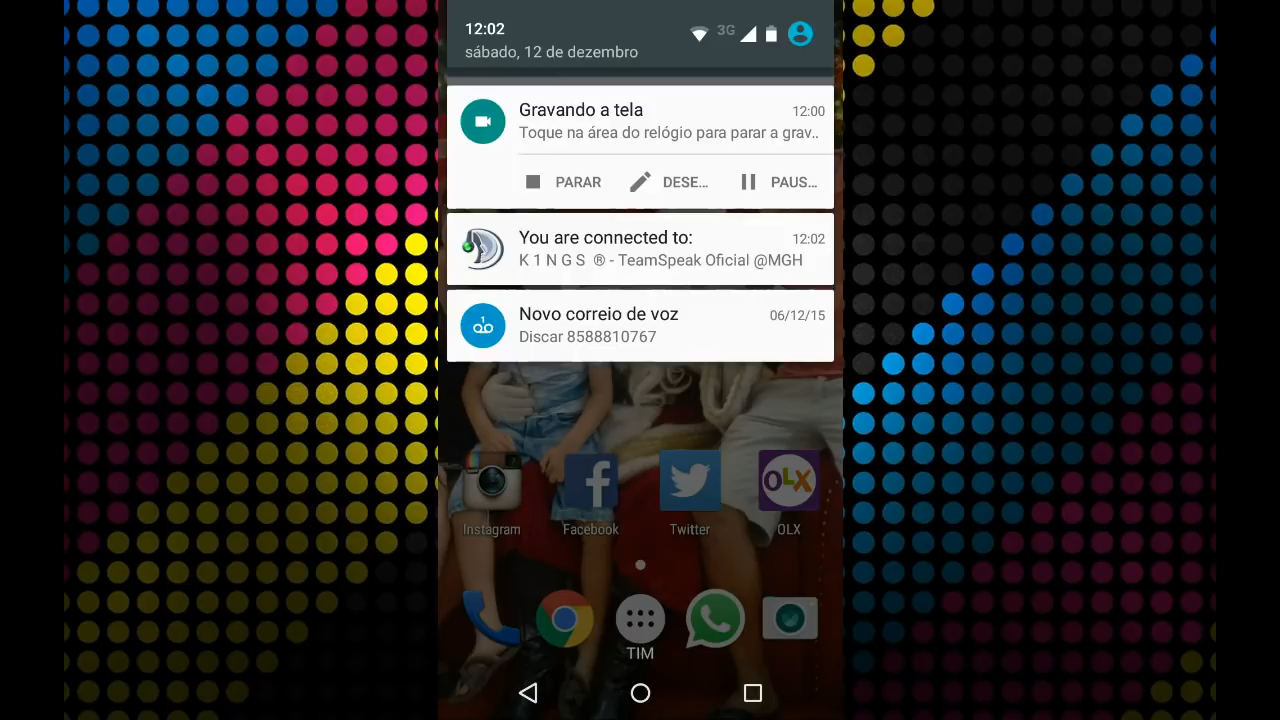 12:02
3G
sábado, 12 de dezembro
Gravando a tela 12:00
Toque na área do relógio para parar a grav..
PARAR DESE... PAUS...
You are connected to: 12:02
K 1 N G S ® - TeamSpeak Oficial @MGH
1
Novo correio de voz 06/12/15
Discar 8588810767
OLX
Instagram Facebook Twitter OLX
TIM